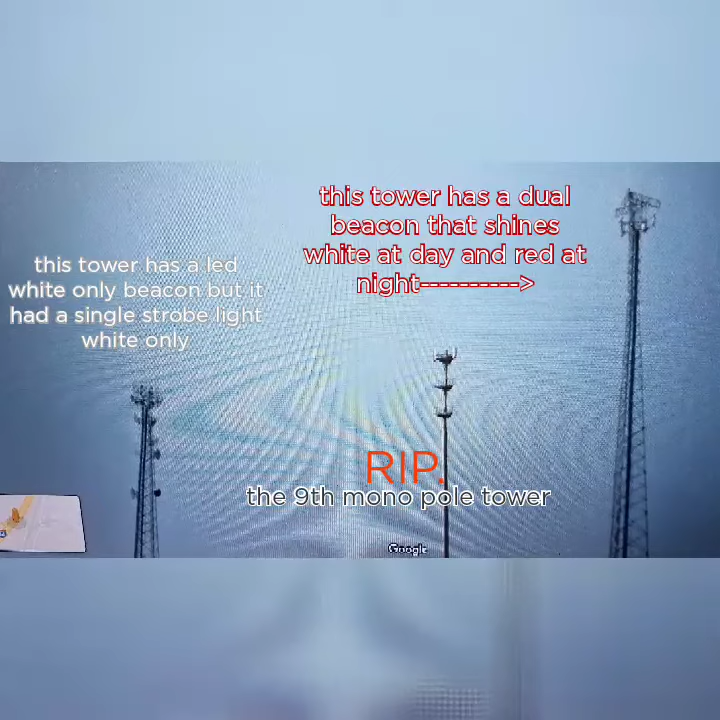 this tower has a dual
beacon that shines
white at day and red at
night---------->
this tower has a led
white only beacon but it
had a single strobe light
white only
RIP.
the 9th mono pole tower
Google